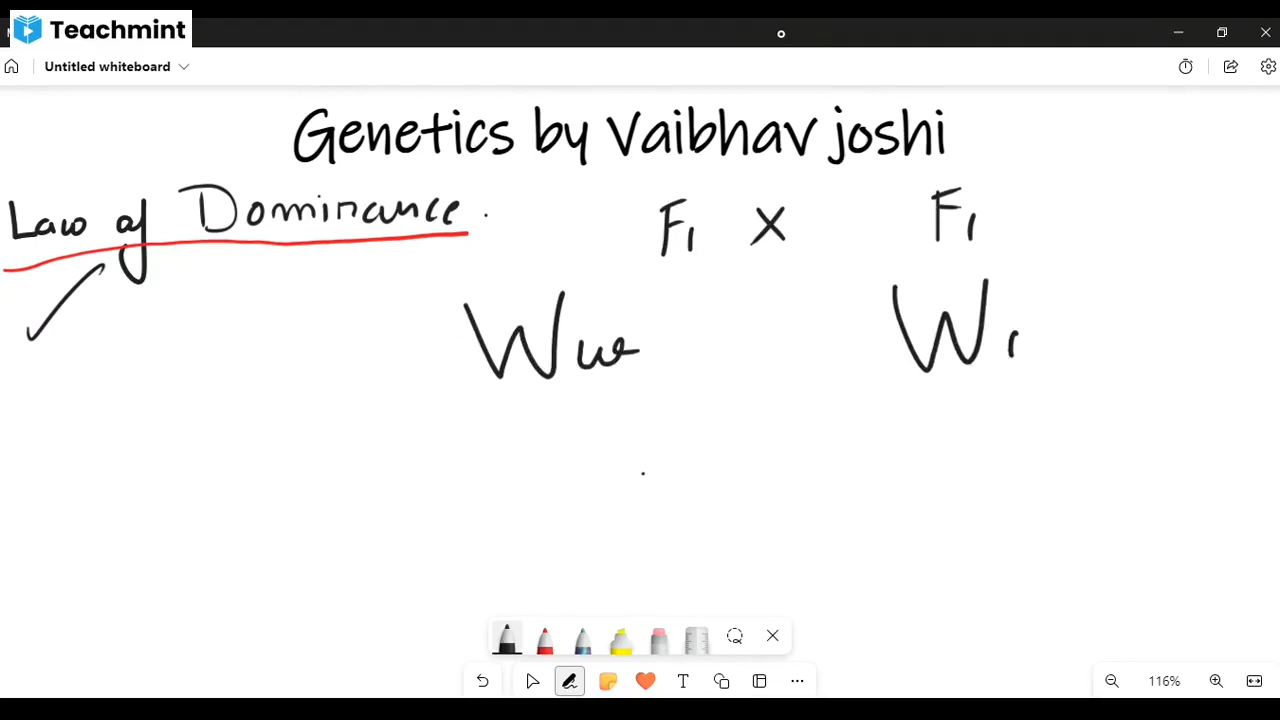 Teachmint
Untitled whiteboard
Genetics by Vaibhav joshi
Law of Dominance.
F1 X F1
Ww W
116%